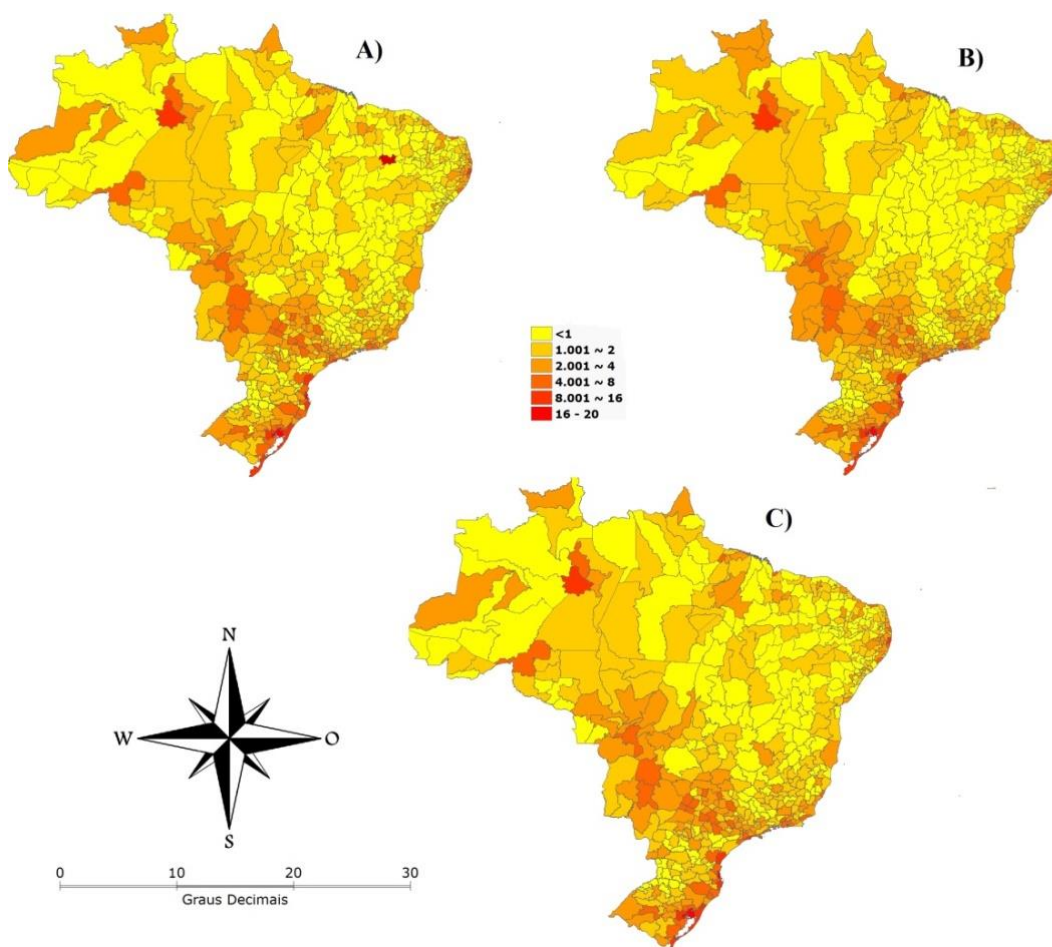 A)
B)
<1
1.001 ~ 2
2.001 ~ 4
4.001 ~ 8
8.001 ~ 16
16 - 20
C)
N
W
O
S
0 10 20 30
Graus Decimais